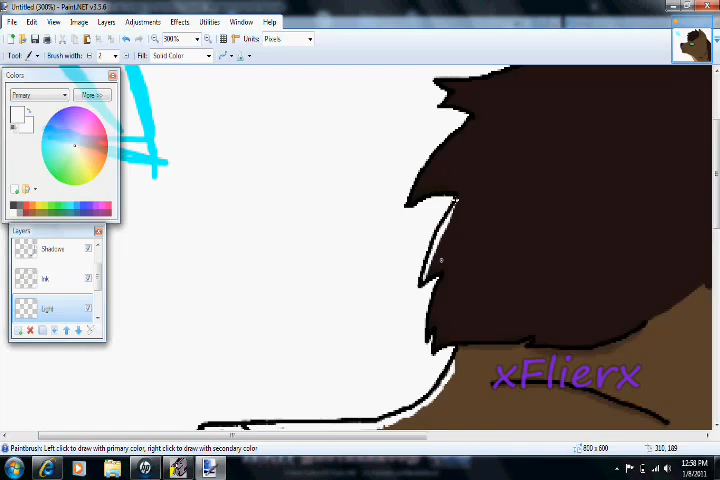 Untitled (300%) - Paint.NET v3.5.6
File Edit View Image Layers Adjustments Effects Utilities Window Help
300% Units: Pixels
Tool: Brush width: 2 Fill: Solid Color
Colors
Primary More >>
Layers
Shadows
Ink
Light
xFlierx
Paintbrush: Left click to draw with primary color, right click to draw with secondary color 800 x 600 310, 189
12:58 PM
1/8/2011